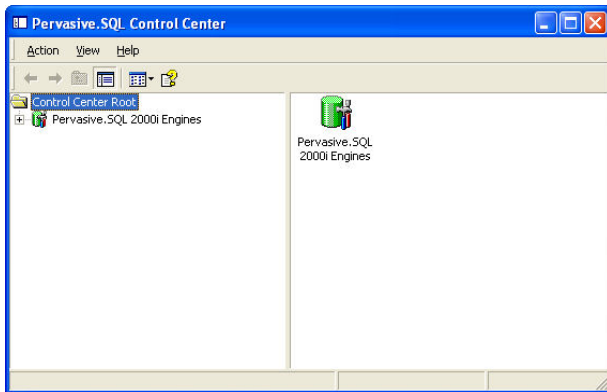 Pervasive.SQL Control Center
Action View Help
Control Center Root
Pervasive.SQL 2000i Engines
Pervasive.SQL
2000i Engines